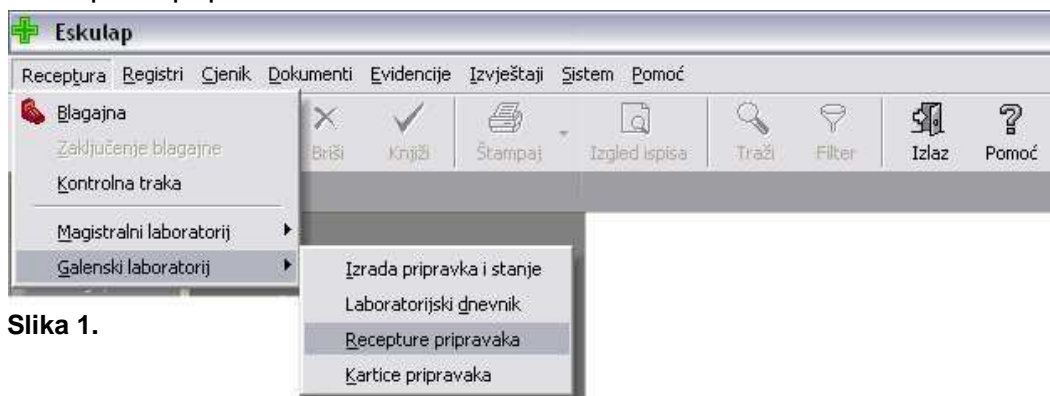 Eskulap
Receptura Registri Cjenik Dokumenti Evidencije Izvještaji Sistem Pomoć
Blagajna
Zaključenje blagajne
Kontrolna traka
Magistralni laboratorij
Galenski laboratorij
Briši Knjiži Štampaj Izgled ispisa Traži Filter Izlaz Pomoć
Izrada pripravka i stanje
Laboratorijski dnevnik
Recepture pripravaka
Kartice pripravaka
Slika 1.